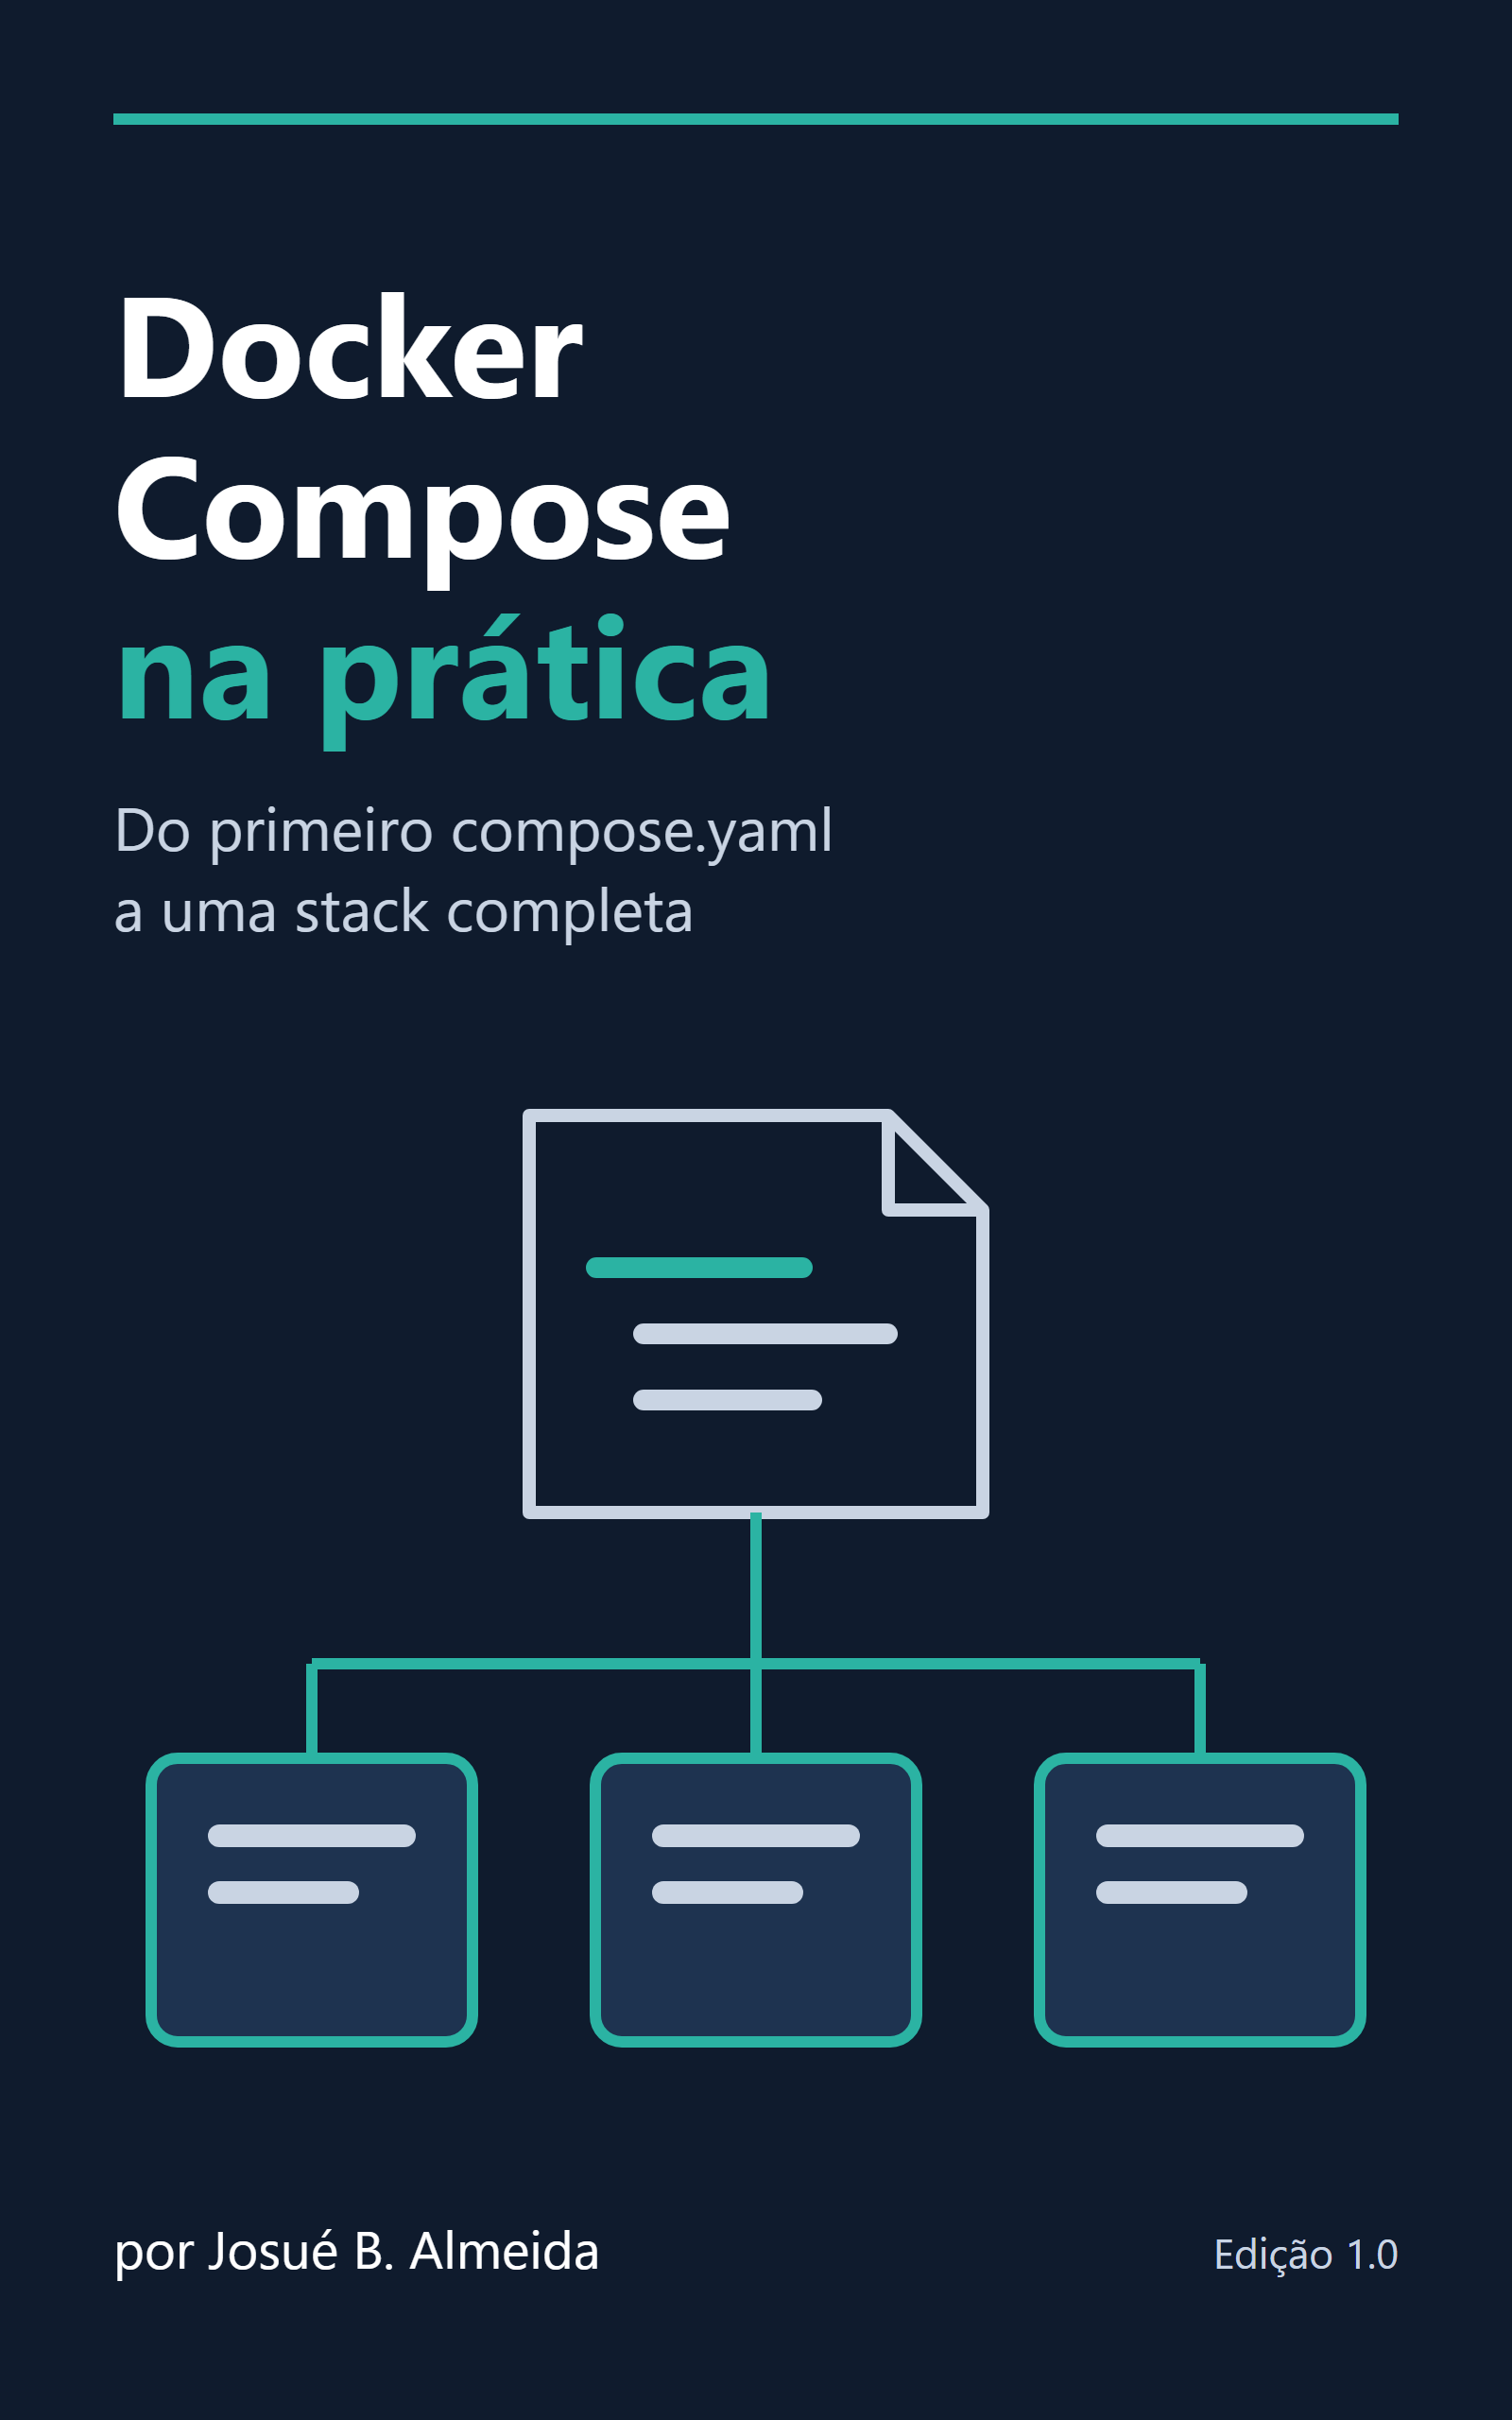 Docker
Compose
na prática
Do primeiro compose.yaml
a uma stack completa
por Josué B. Almeida
Edição 1.0